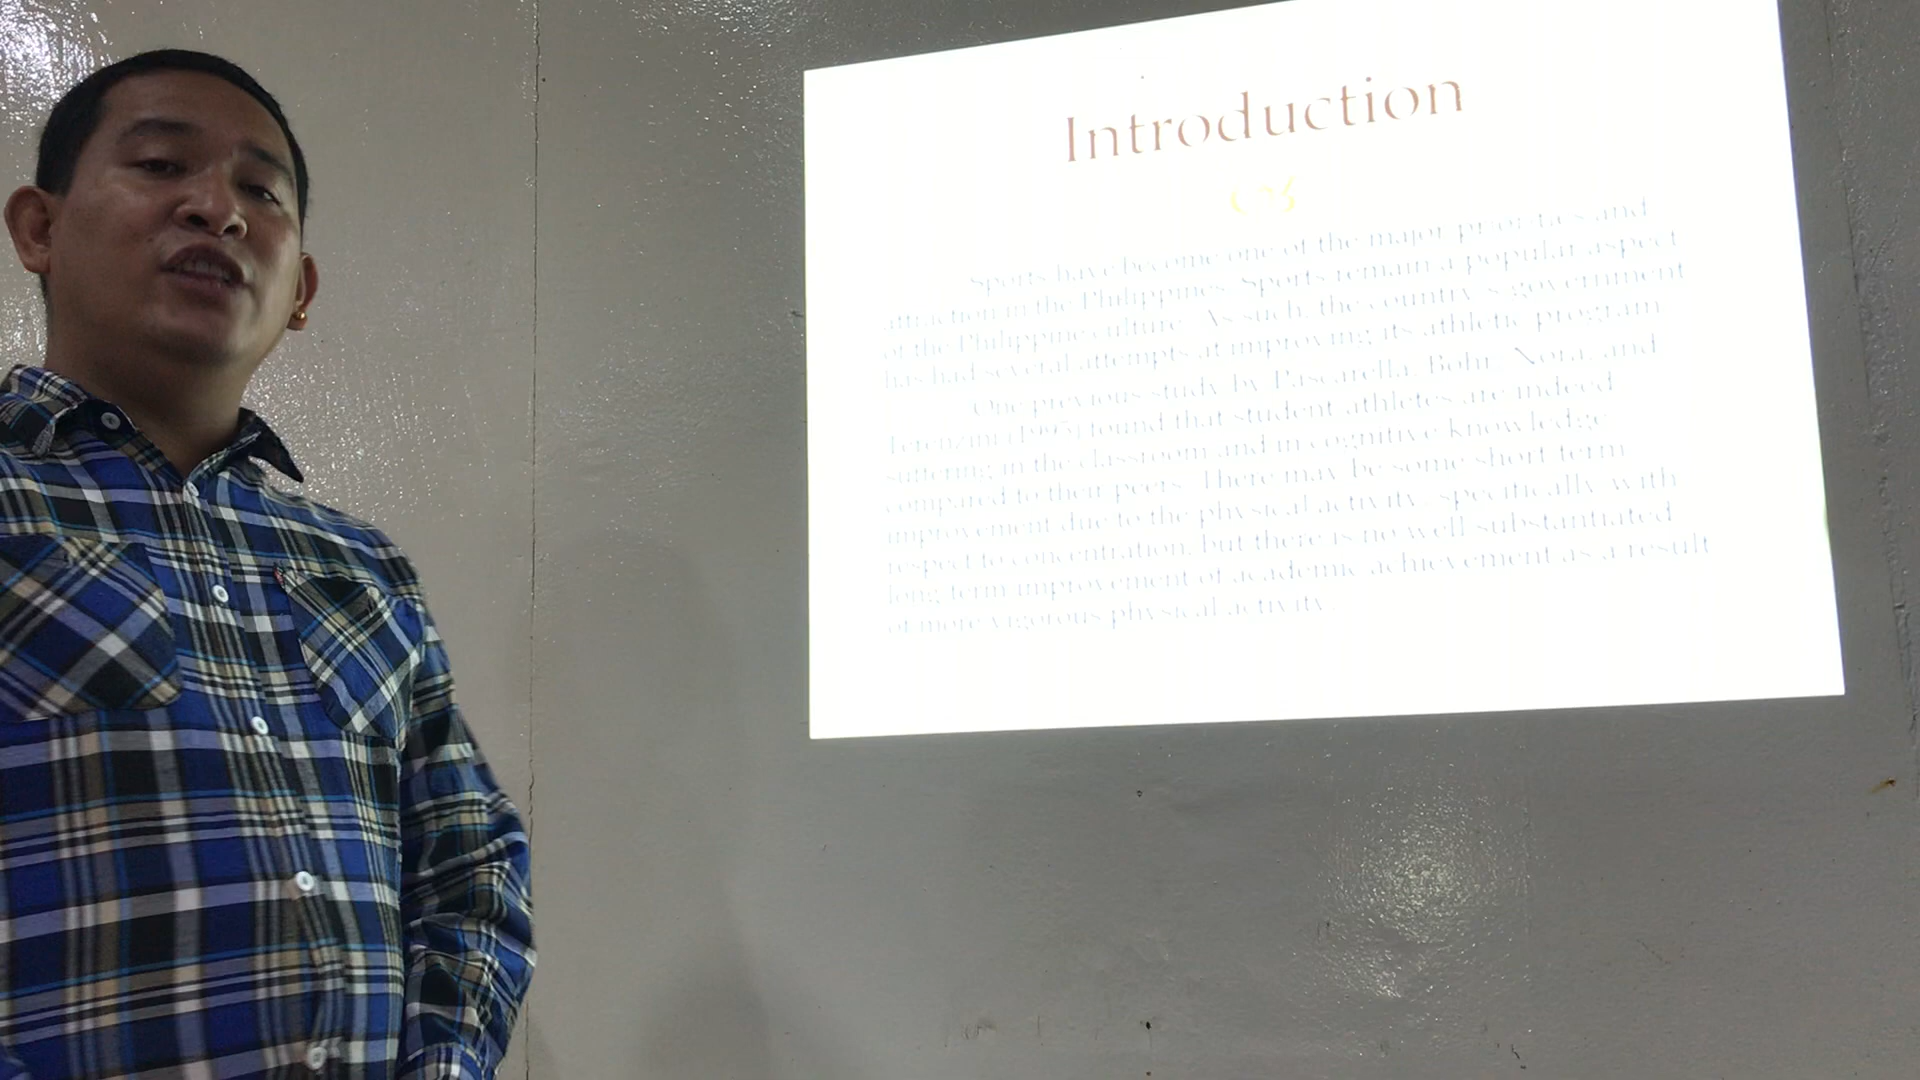 Introduction
Sports have become one of the major priorities and
attraction in the Philippines. Sports remain a popular aspect
of the Philippine culture. As such, the country's government
has had several attempts at improving its athletic program.
One previous study by Pascarella, Bohr, Nora, and
Terenzini (1995) found that student athletes are indeed
suffering in the classroom and in cognitive knowledge
compared to their peers. There may be some short term
improvement due to the physical activity, specifically with
respect to concentration, but there is no well substantiated
long term improvement of academic achievement as a result
of more vigorous physical activity.